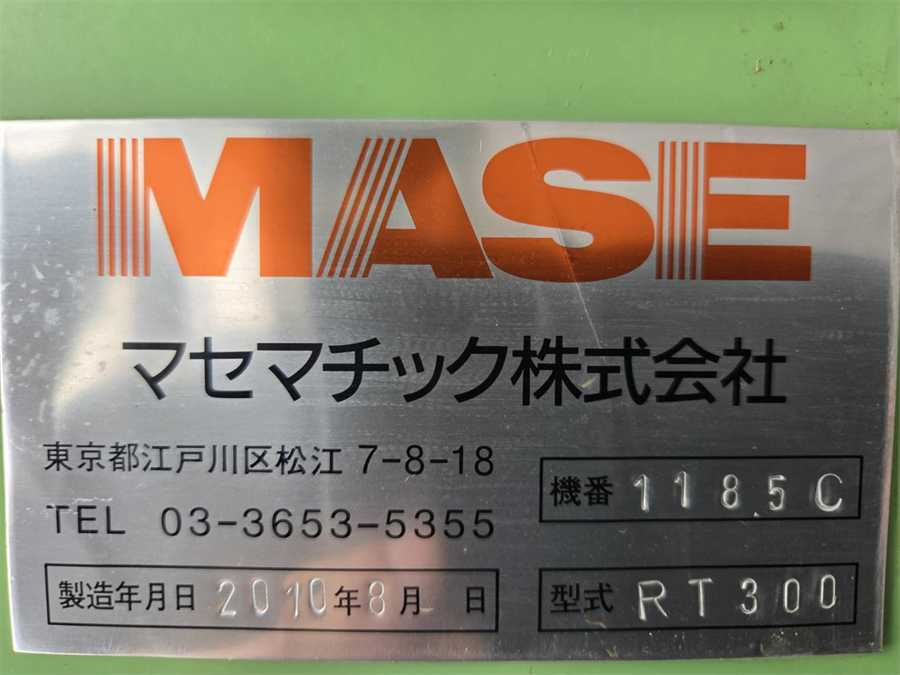 MASE
マセマチック株式会社
東京都江戸川区松江 7-8-18
TEL 03-3653-5355
機番 1185C
製造年月日 2010年8月 日
型式 RT300